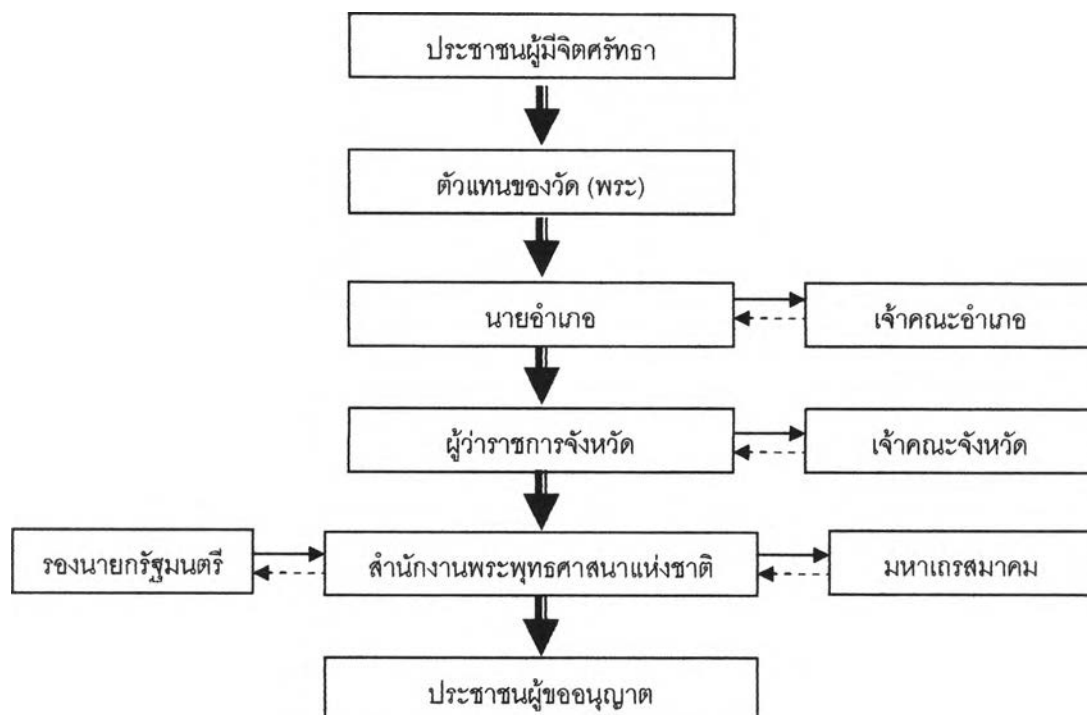 ประชาชนผู้มีจิตศรัทธา
ตัวแทนของวัด (พระ)
นายอำเภอ
เจ้าคณะอำเภอ
ผู้ว่าราชการจังหวัด
เจ้าคณะจังหวัด
รองนายกรัฐมนตรี
สำนักงานพระพุทธศาสนาแห่งชาติ
มหาเถรสมาคม
ประชาชนผู้ขออนุญาต